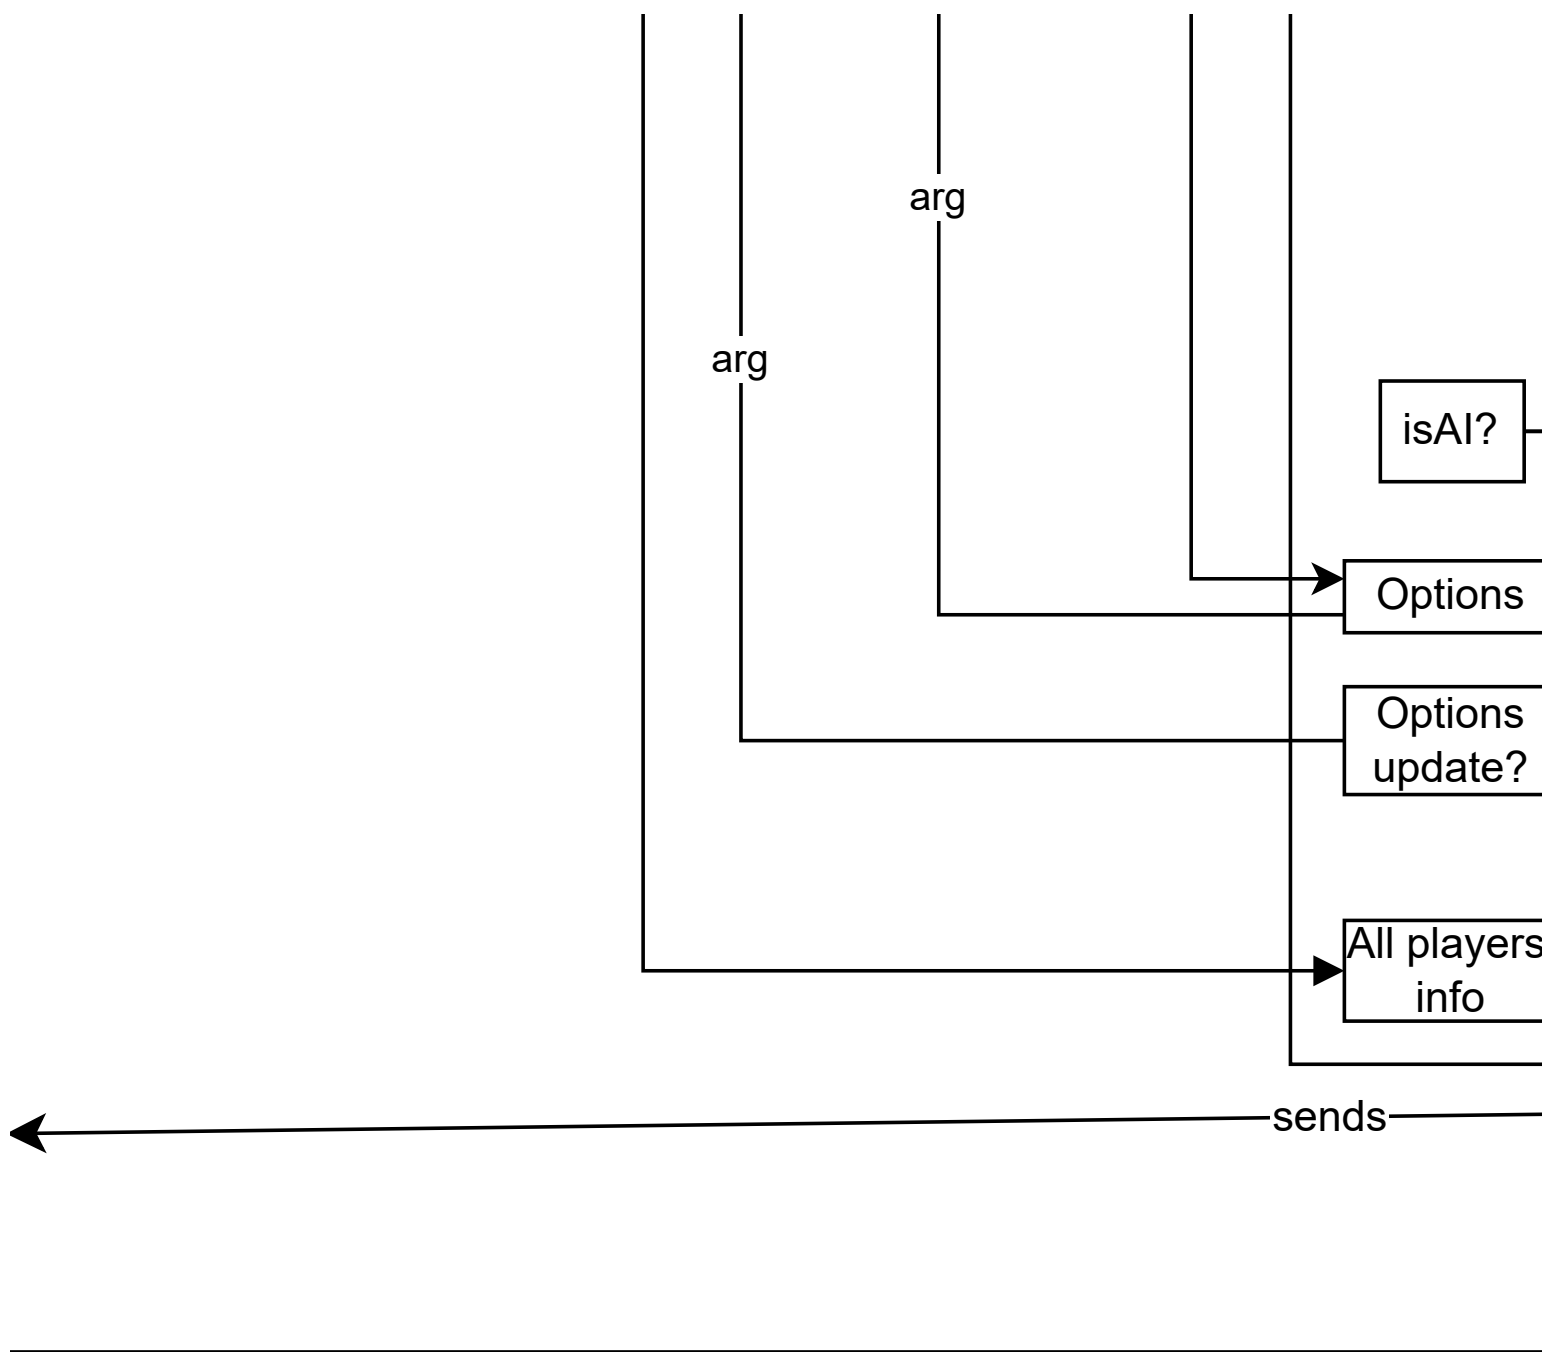 arg
arg
isAI?
Options
Options
update?
All players
info
sends